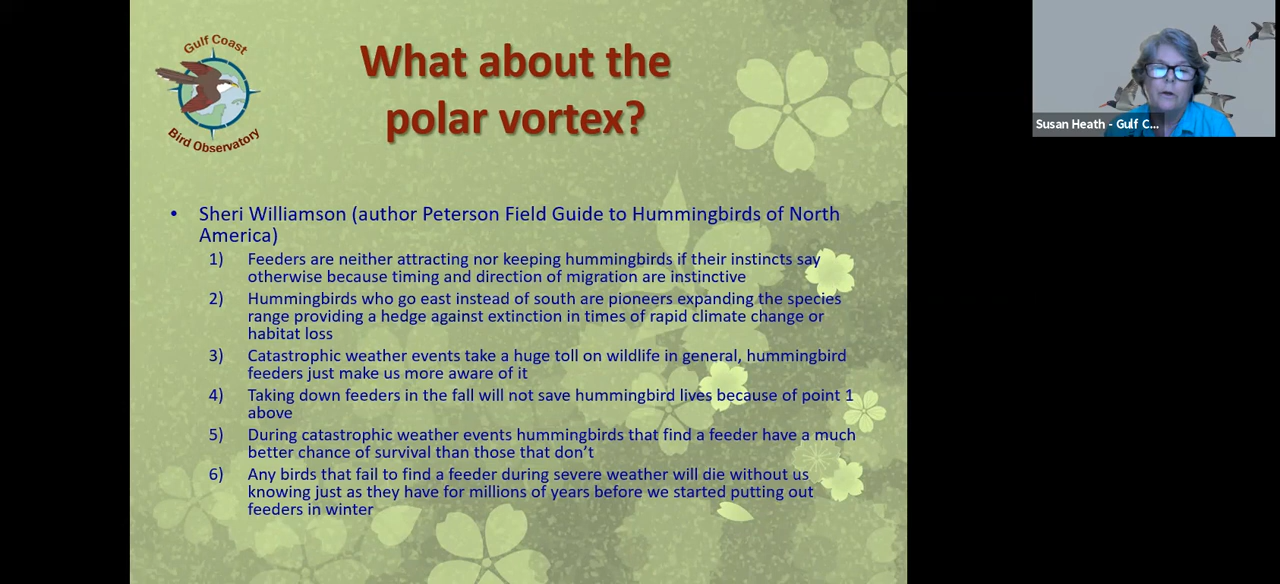 Gulf Coast
Bird Observatory
What about the
polar vortex?
• Sheri Williamson (author Peterson Field Guide to Hummingbirds of North
America)
1) Feeders are neither attracting nor keeping hummingbirds if their instincts say
otherwise because timing and direction of migration are instinctive
2) Hummingbirds who go east instead of south are pioneers expanding the species
range providing a hedge against extinction in times of rapid climate change or
habitat loss
3) Catastrophic weather events take a huge toll on wildlife in general, hummingbird
feeders just make us more aware of it
4) Taking down feeders in the fall will not save hummingbird lives because of point 1
above
5) During catastrophic weather events hummingbirds that find a feeder have a much
better chance of survival than those that don’t
6) Any birds that fail to find a feeder during severe weather will die without us
knowing just as they have for millions of years before we started putting out
feeders in winter
Susan Heath - Gulf C...